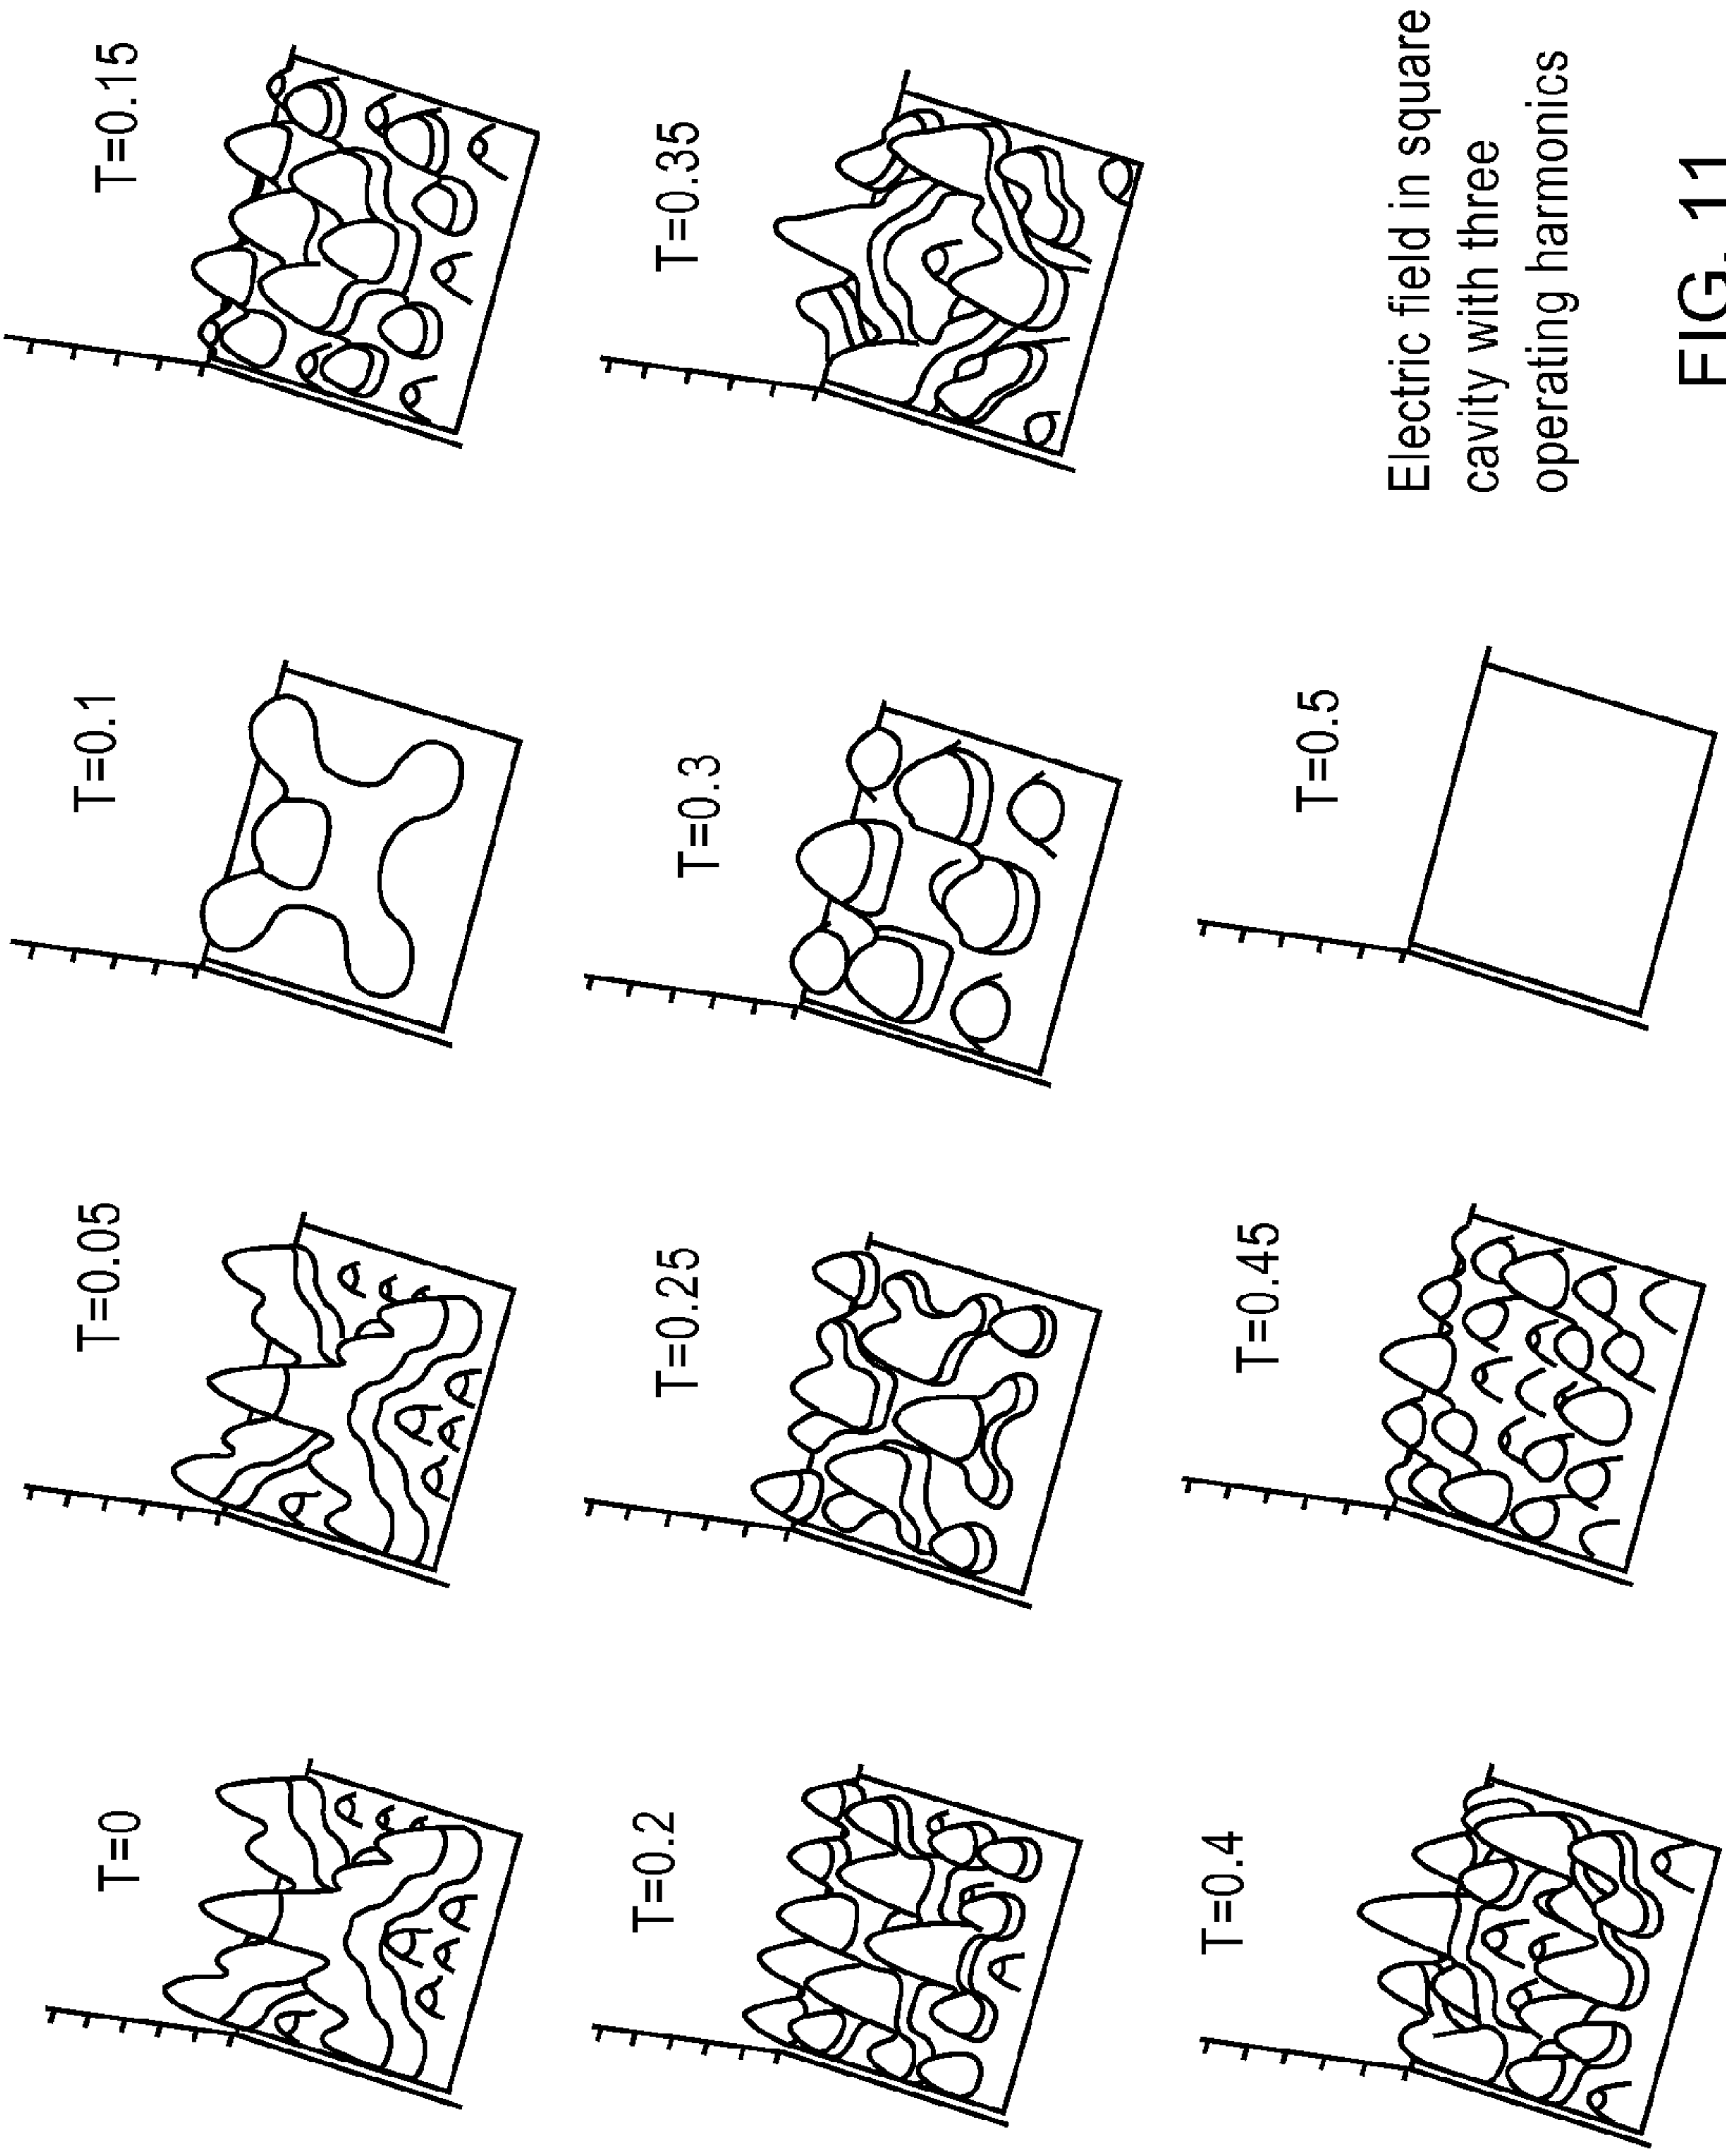 T=0
T=0.05
T=0.1
T=0.15
T=0.2
T=0.25
T=0.3
T=0.35
T=0.4
T=0.45
T=0.5
Electric field in square
cavity with three
operating harmonics
FIG. 11